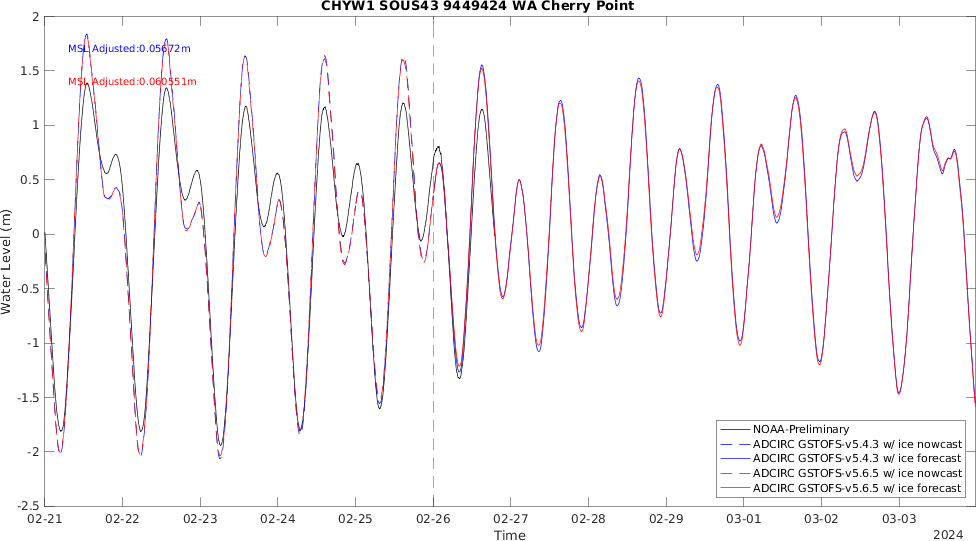 CHYW1 SOUS43 9449424 WA Cherry Point
MSL Adjusted:0.05672m
MSL Adjusted:0.060551m
Water Level (m)
2
1.5
1
0.5
0
-0.5
-1
-1.5
-2
-2.5
NOAA-Preliminary
ADCIRC GSTOFS-v5.4.3 w/ ice nowcast
ADCIRC GSTOFS-v5.4.3 w/ ice forecast
ADCIRC GSTOFS-v5.6.5 w/ ice nowcast
ADCIRC GSTOFS-v5.6.5 w/ ice forecast
02-21 02-22 02-23 02-24 02-25 02-26 02-27 02-28 02-29 03-01 03-02 03-03
Time
2024